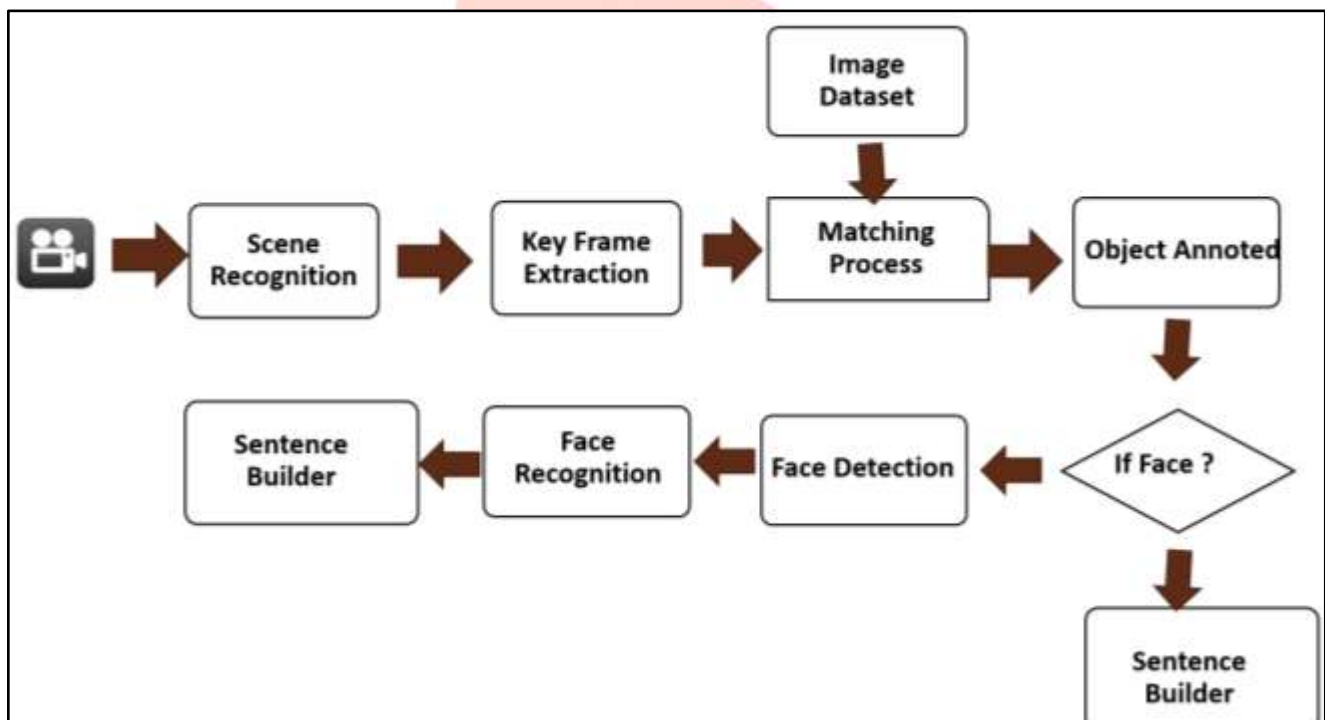 Image
Dataset
Scene
Recognition
Key Frame
Extraction
Matching
Process
Object Annoted
If Face ?
Face Detection
Face
Recognition
Sentence
Builder
Sentence
Builder